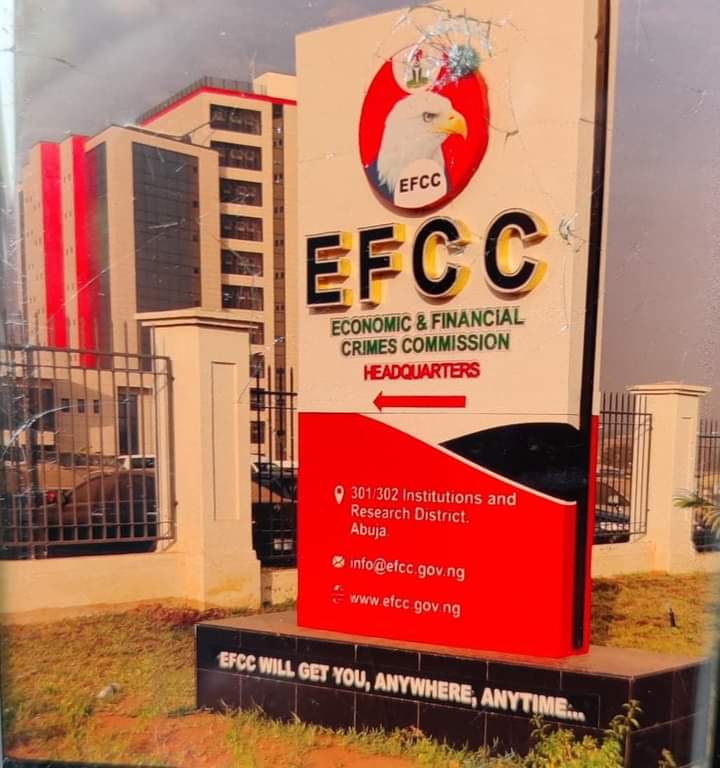 EFCC
EFCC
ECONOMIC & FINANCIAL
CRIMES COMMISSION
HEADQUARTERS
301/302 Institutions and
Research District.
Abuja.
info@efcc.gov.ng
www.efcc.gov.ng
EFCC WILL GET YOU, ANYWHERE, ANYTIME...